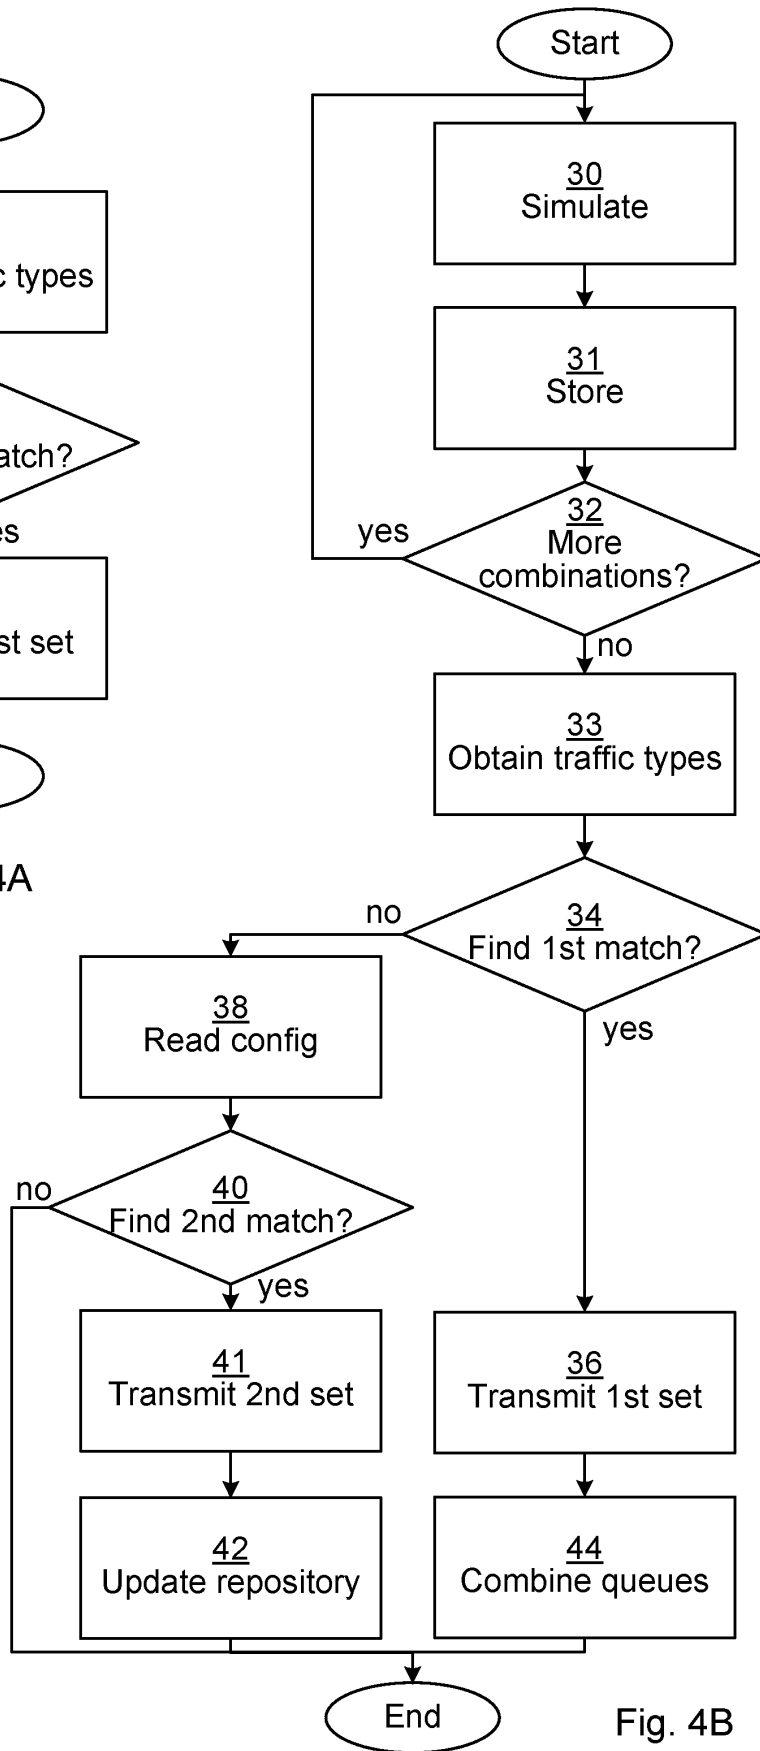 Start
30
Simulate
31
Store
32
More
combinations?
yes
no
33
Obtain traffic types
34
Find 1st match?
no
yes
38
Read config
40
Find 2nd match?
no
yes
41
Transmit 2nd set
42
Update repository
36
Transmit 1st set
44
Combine queues
End
Fig. 4B
types
match?
st set
4A